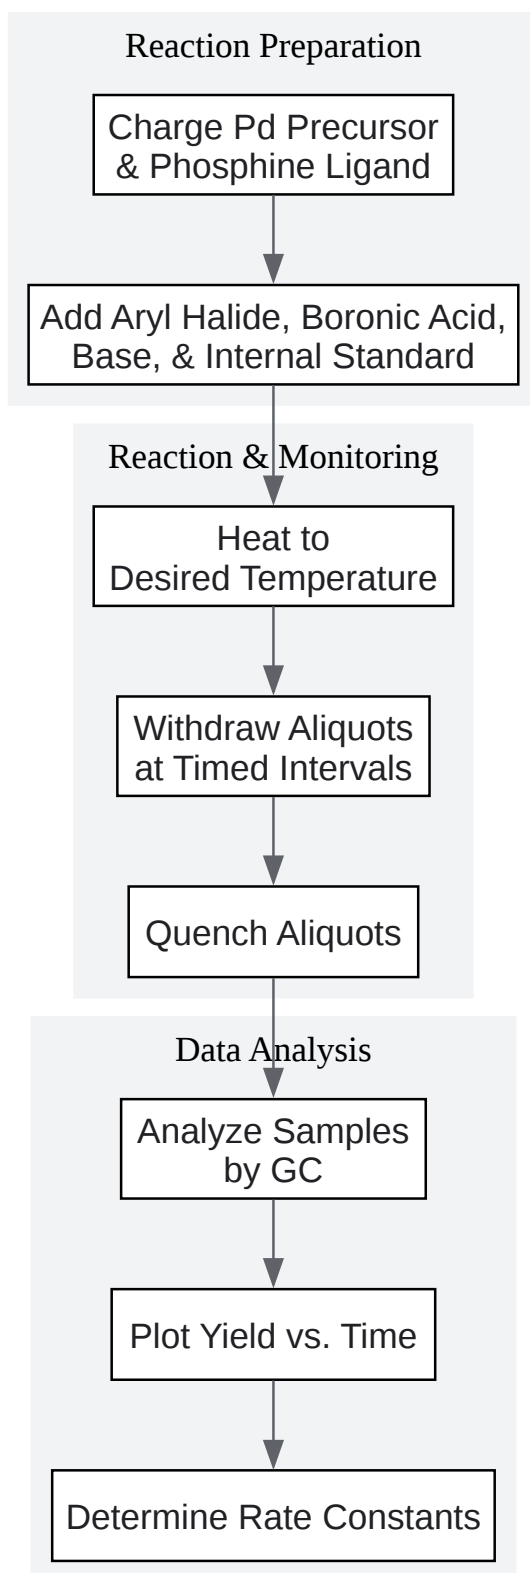 Reaction Preparation
Charge Pd Precursor
& Phosphine Ligand
Add Aryl Halide, Boronic Acid,
Base, & Internal Standard
Reaction & Monitoring
Heat to
Desired Temperature
Withdraw Aliquots
at Timed Intervals
Quench Aliquots
Data Analysis
Analyze Samples
by GC
Plot Yield vs. Time
Determine Rate Constants